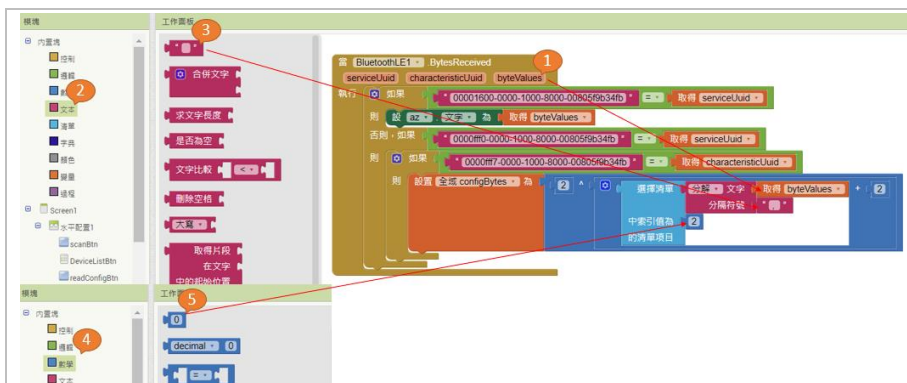 模塊
工作面板
內置塊
控制
邏輯
數學
文本
清單
字典
顏色
變量
過程
Screen1
水平配置1
scanBtn
DeviceListBtn
readConfigBtn
2
3
" "
合併文字
求文字長度
是否為空
文字比較 <
刪除空格
大寫
取得片段
在文字
中的起始位置
1
當 BluetoothLE1 .BytesReceived
serviceUuid characteristicUuid byteValues
執行 如果 " 00001600-0000-1000-8000-00805f9b34fb " = 取得 serviceUuid
則 設 az . 文字 為 取得 byteValues
否則,如果 " 0000fff0-0000-1000-8000-00805f9b34fb " = 取得 serviceUuid
則 如果 " 0000fff7-0000-1000-8000-00805f9b34fb " = 取得 characteristicUuid
則 設置 全域 configBytes 為 2 ^ 選擇清單 分解 文字 取得 byteValues + 2
分隔符號 " , "
中索引值為 2
的清單項目
模塊
工作面
內置塊
控制
邏輯
數學
文本
4
5
0
decimal 0
=